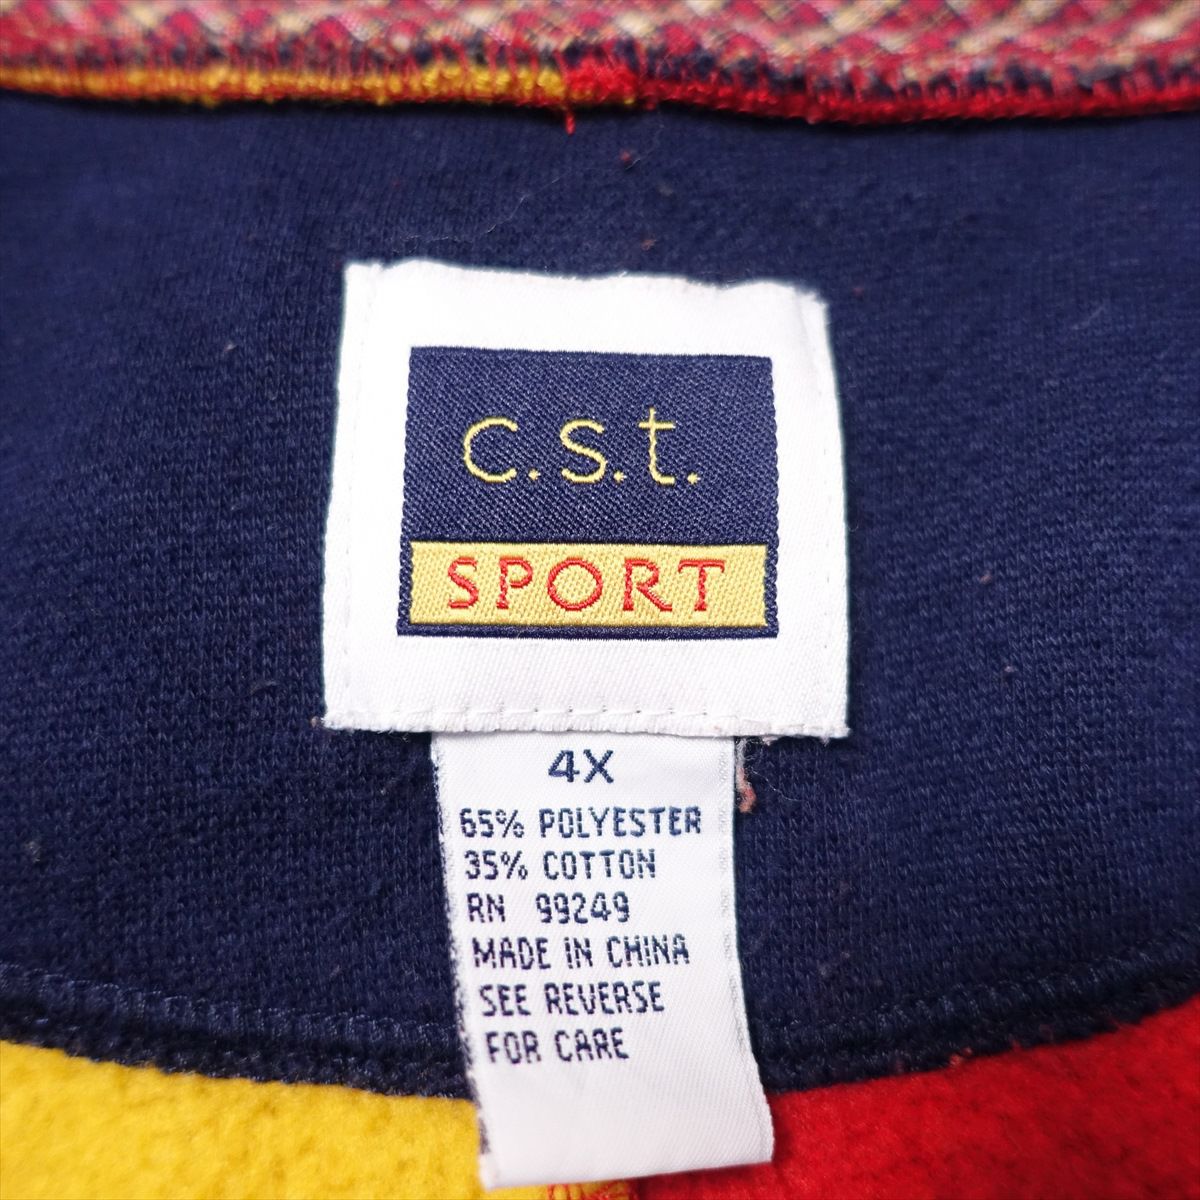 c.s.t.
SPORT
4X
65% POLYESTER
35% COTTON
RN 99249
MADE IN CHINA
SEE REVERSE
FOR CARE